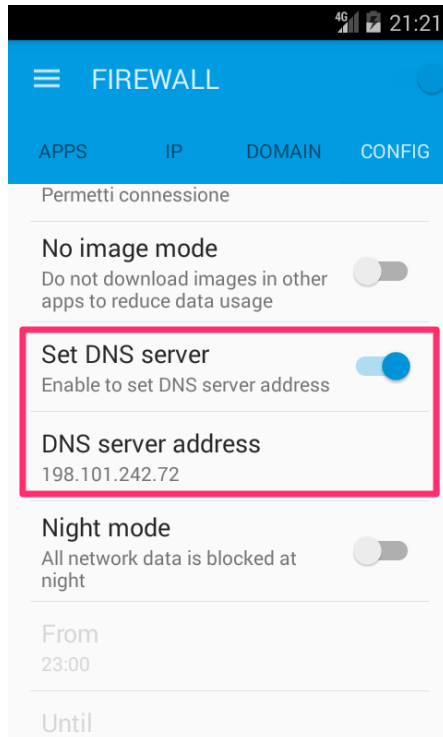 4G 21:21
FIREWALL
APPS IP DOMAIN CONFIG
Permetti connessione
No image mode
Do not download images in other
apps to reduce data usage
Set DNS server
Enable to set DNS server address
DNS server address
198.101.242.72
Night mode
All network data is blocked at
night
From
23:00
Until